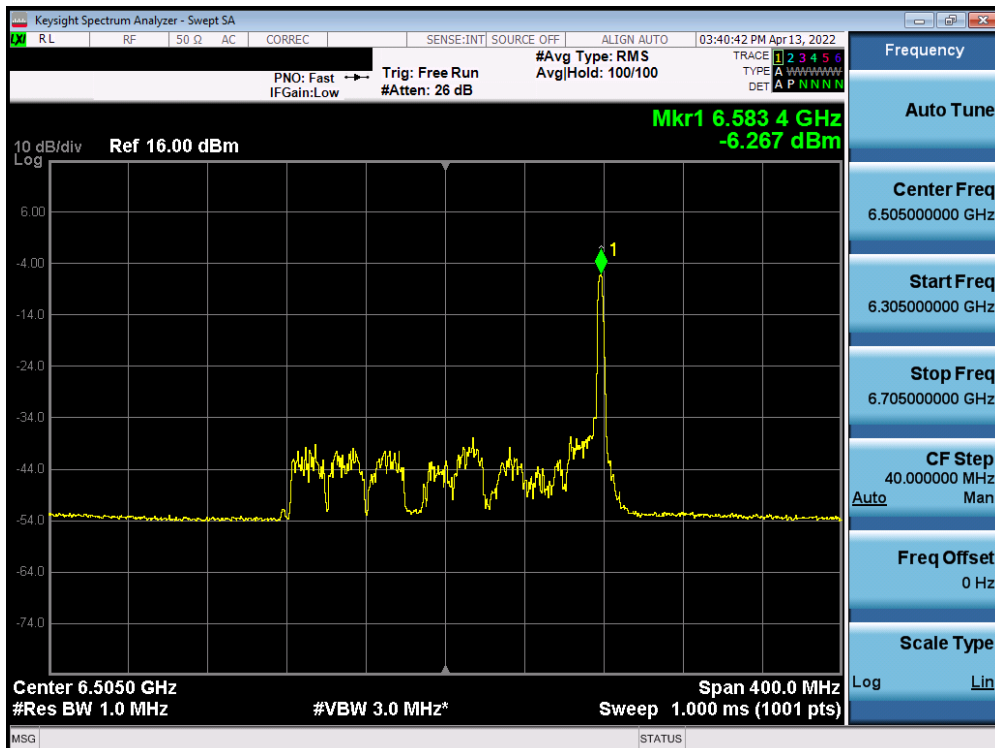 Keysight Spectrum Analyzer - Swept SA
LXI RL RF 50 Ω AC CORREC SENSE:INT SOURCE OFF ALIGN AUTO 03:40:42 PM Apr 13, 2022
PNO: Fast
IFGain:Low
Trig: Free Run
#Atten: 26 dB
#Avg Type: RMS
Avg|Hold: 100/100
TRACE 1 2 3 4 5 6
TYPE A WWWWW
DET A P N N N N
Mkr1 6.583 4 GHz
-6.267 dBm
10 dB/div Ref 16.00 dBm
Log
1
6.00
-4.00
-14.0
-24.0
-34.0
-44.0
-54.0
-64.0
-74.0
Center 6.5050 GHz Span 400.0 MHz
#Res BW 1.0 MHz #VBW 3.0 MHz* Sweep 1.000 ms (1001 pts)
MSG STATUS
Frequency
Auto Tune
Center Freq
6.505000000 GHz
Start Freq
6.305000000 GHz
Stop Freq
6.705000000 GHz
CF Step
40.000000 MHz
Auto Man
Freq Offset
0 Hz
Scale Type
Log Lin